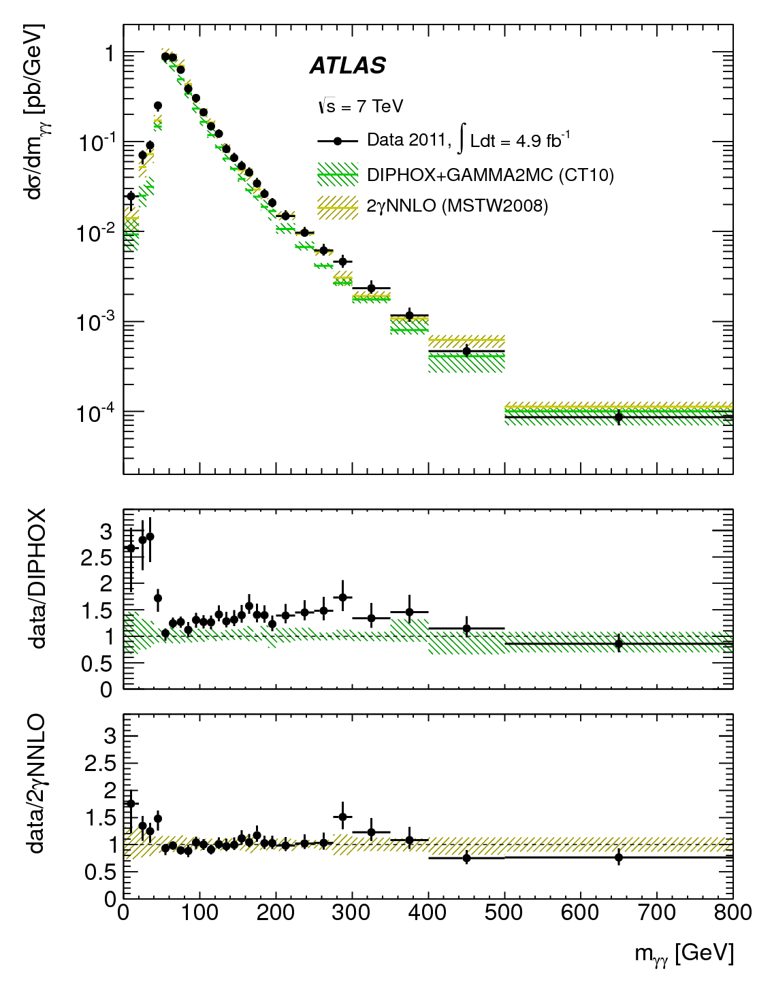 dσ/dmγγ [pb/GeV]
1
10-1
10-2
10-3
10-4
ATLAS
√s = 7 TeV
Data 2011, ∫ Ldt = 4.9 fb-1
DIPHOX+GAMMA2MC (CT10)
2γNNLO (MSTW2008)
data/DIPHOX
3
2.5
2
1.5
1
0.5
0
data/2γNNLO
3
2.5
2
1.5
1
0.5
0
0 100 200 300 400 500 600 700 800
mγγ [GeV]